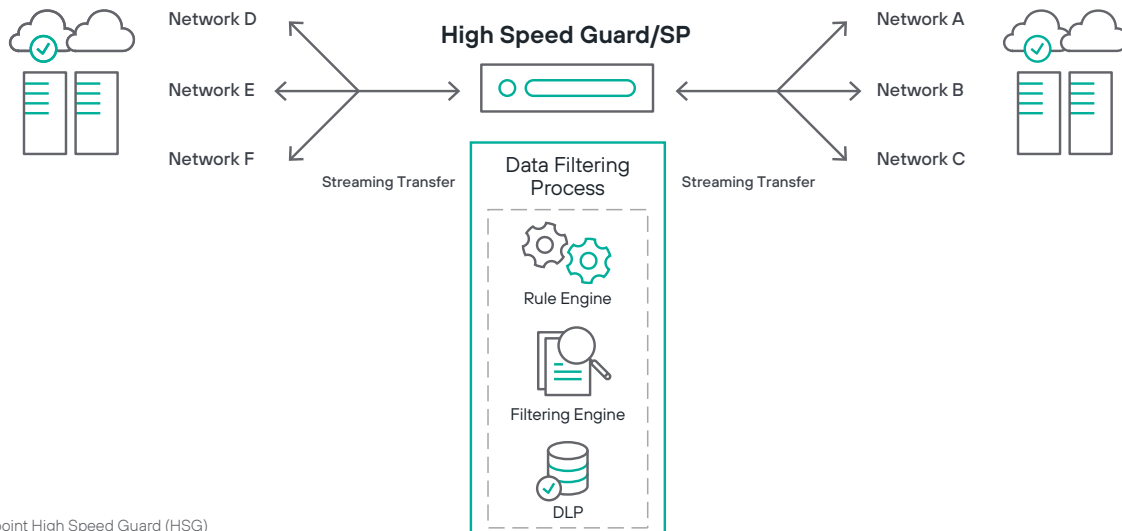 Network D
High Speed Guard/SP
Network A
Network E
Network B
Network F
Network C
Streaming Transfer
Data Filtering
Process
Streaming Transfer
Rule Engine
Filtering Engine
DLP
point High Speed Guard (HSG)